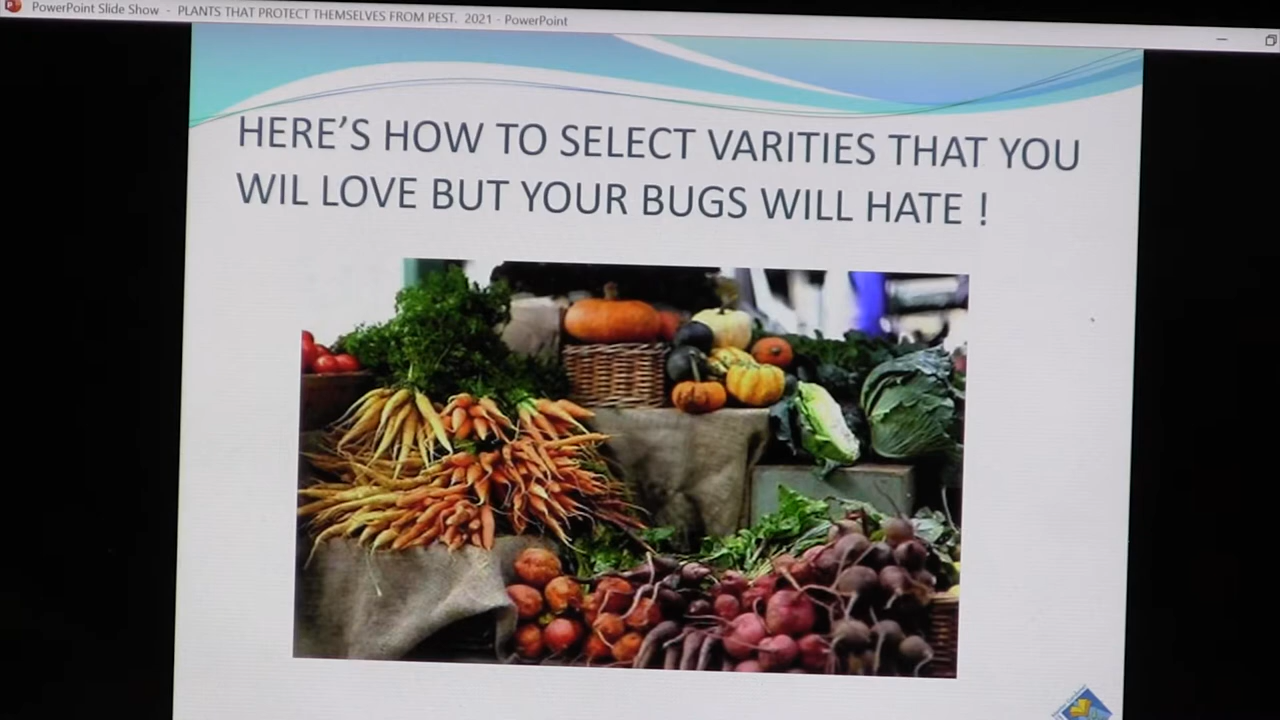 PowerPoint Slide Show - PLANTS THAT PROTECT THEMSELVES FROM PEST. 2021 - PowerPoint
HERE'S HOW TO SELECT VARITIES THAT YOU
WIL LOVE BUT YOUR BUGS WILL HATE !